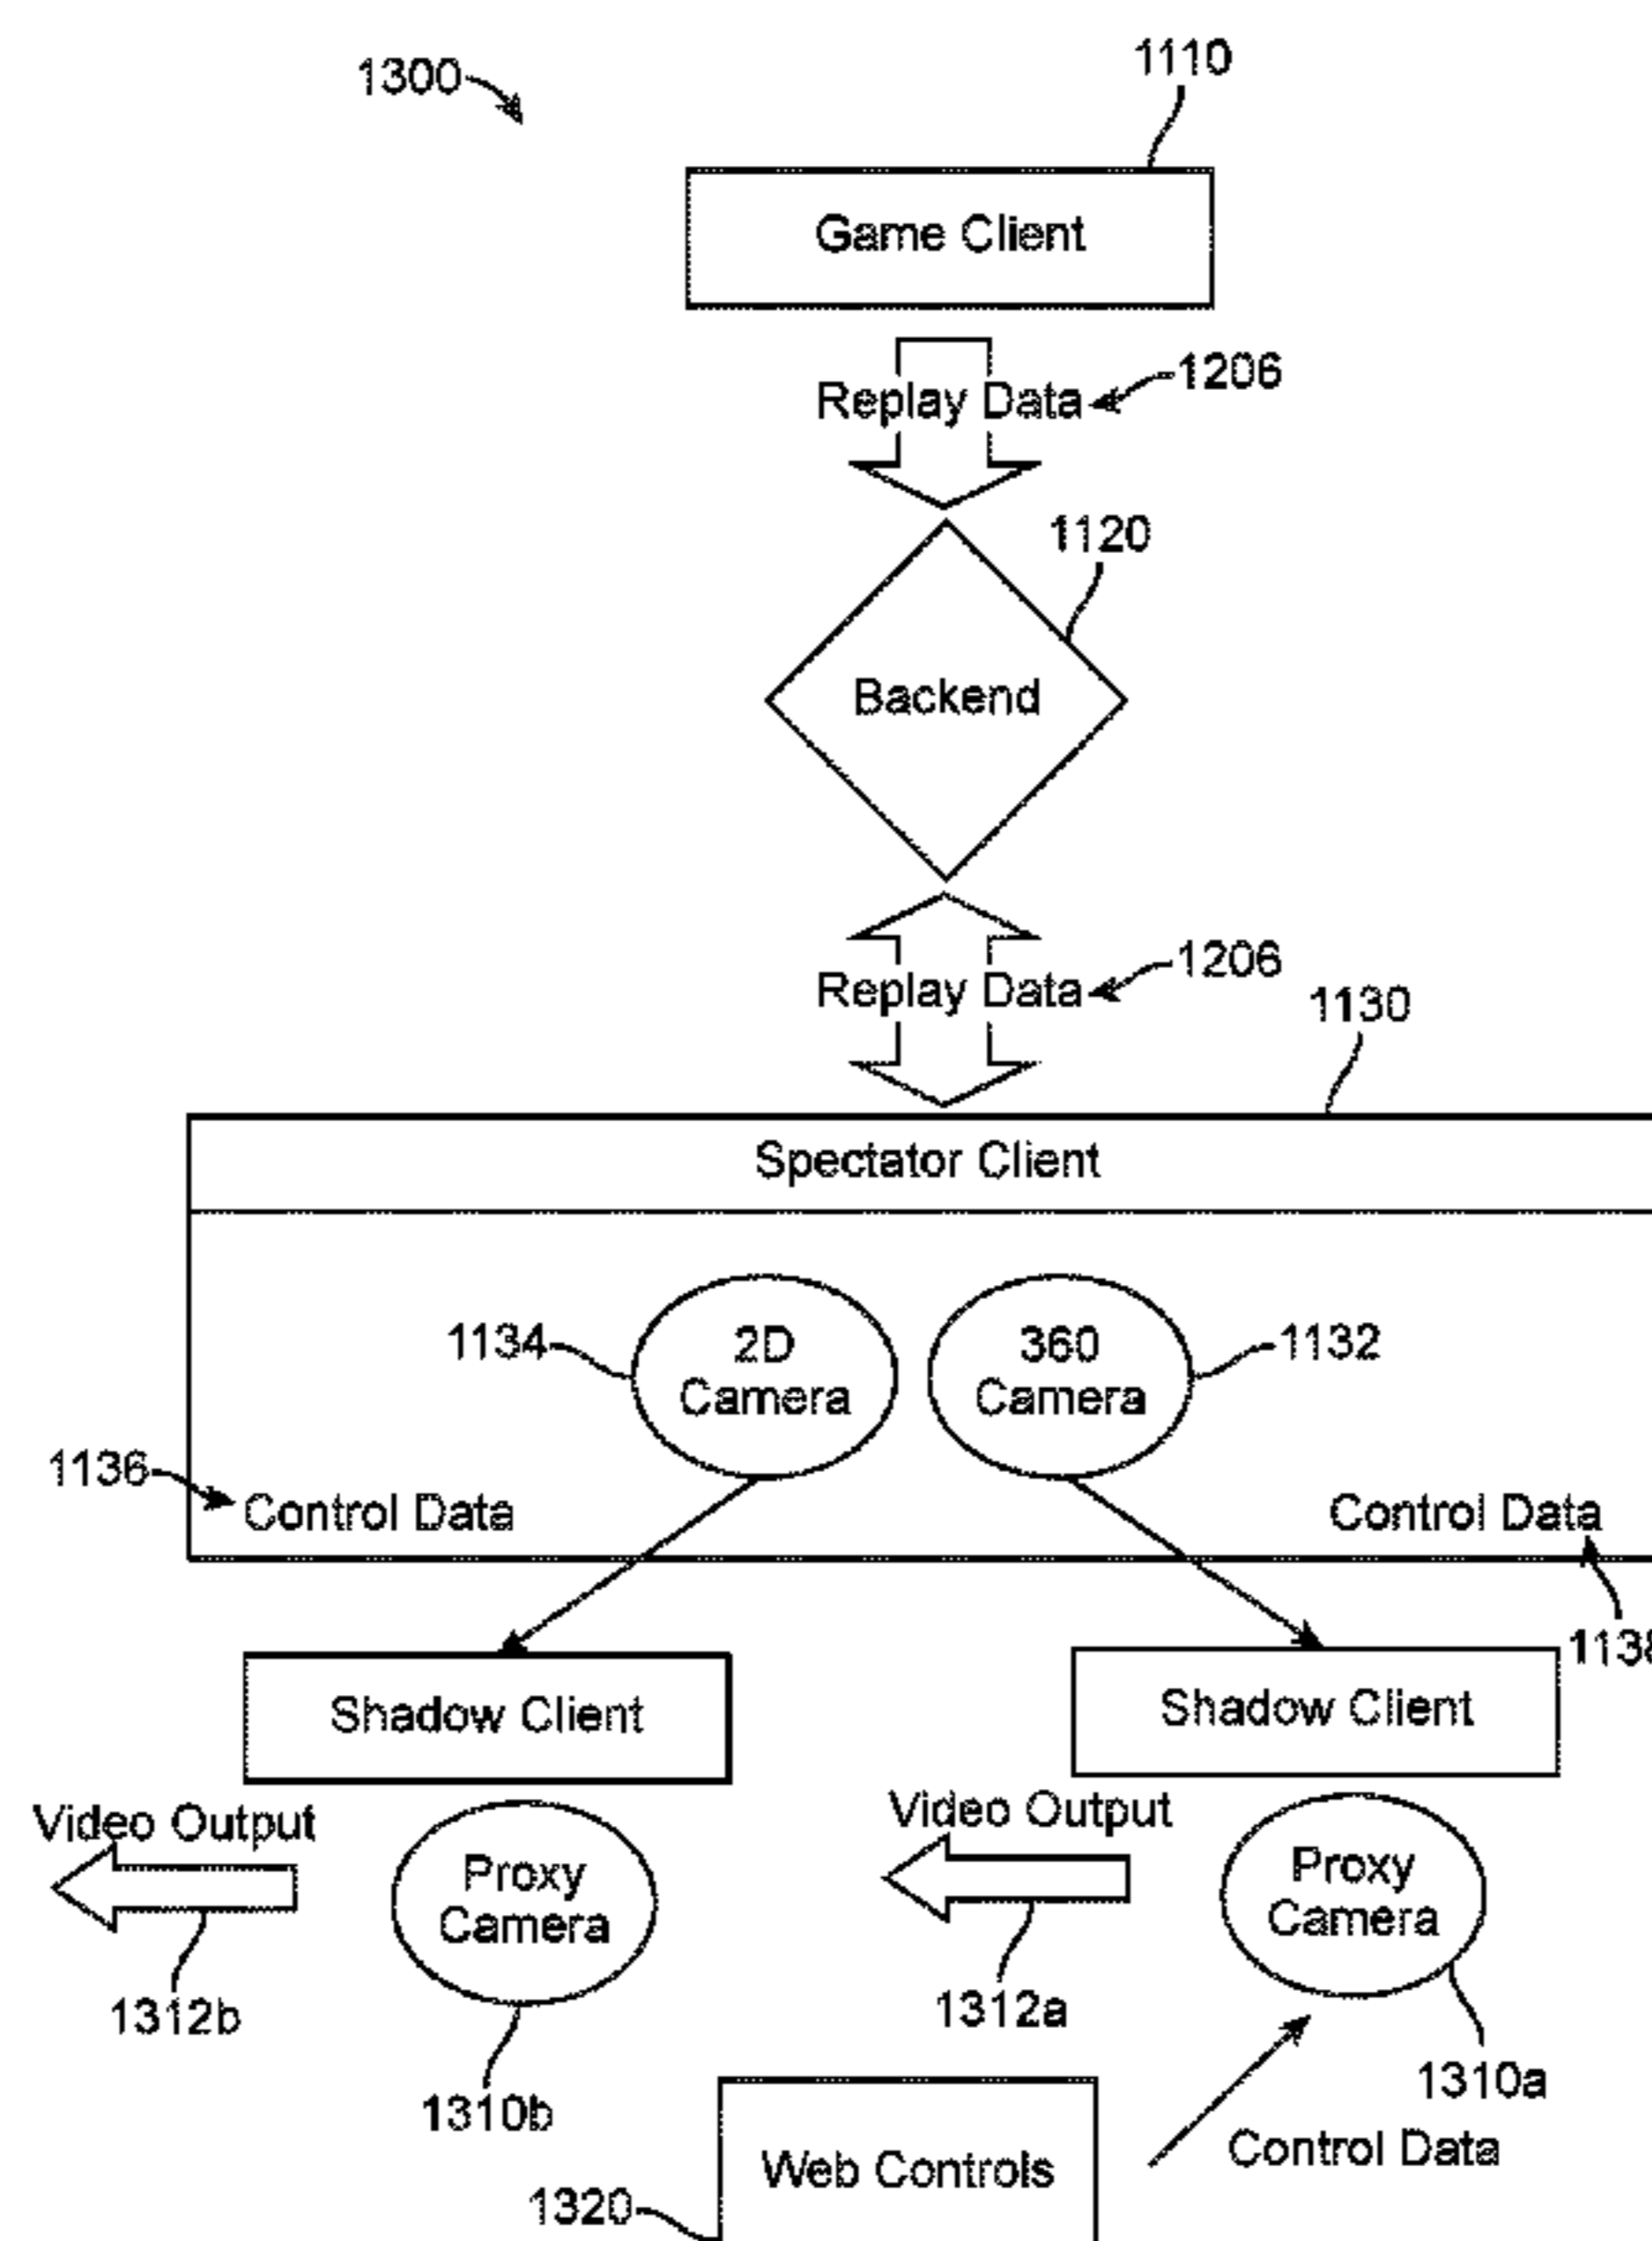 1300
1110
Game Client
Replay Data
1206
1120
Backend
Replay Data
1206
1130
Spectator Client
1134
2D
Camera
360
Camera
1132
1136
Control Data
Control Data
1138
Shadow Client
Shadow Client
Video Output
Proxy
Camera
Video Output
Proxy
Camera
1312b
1310b
1312a
1310a
Control Data
Web Controls
1320